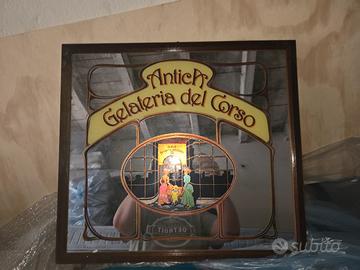 Antica
Gelateria del Corso
subito